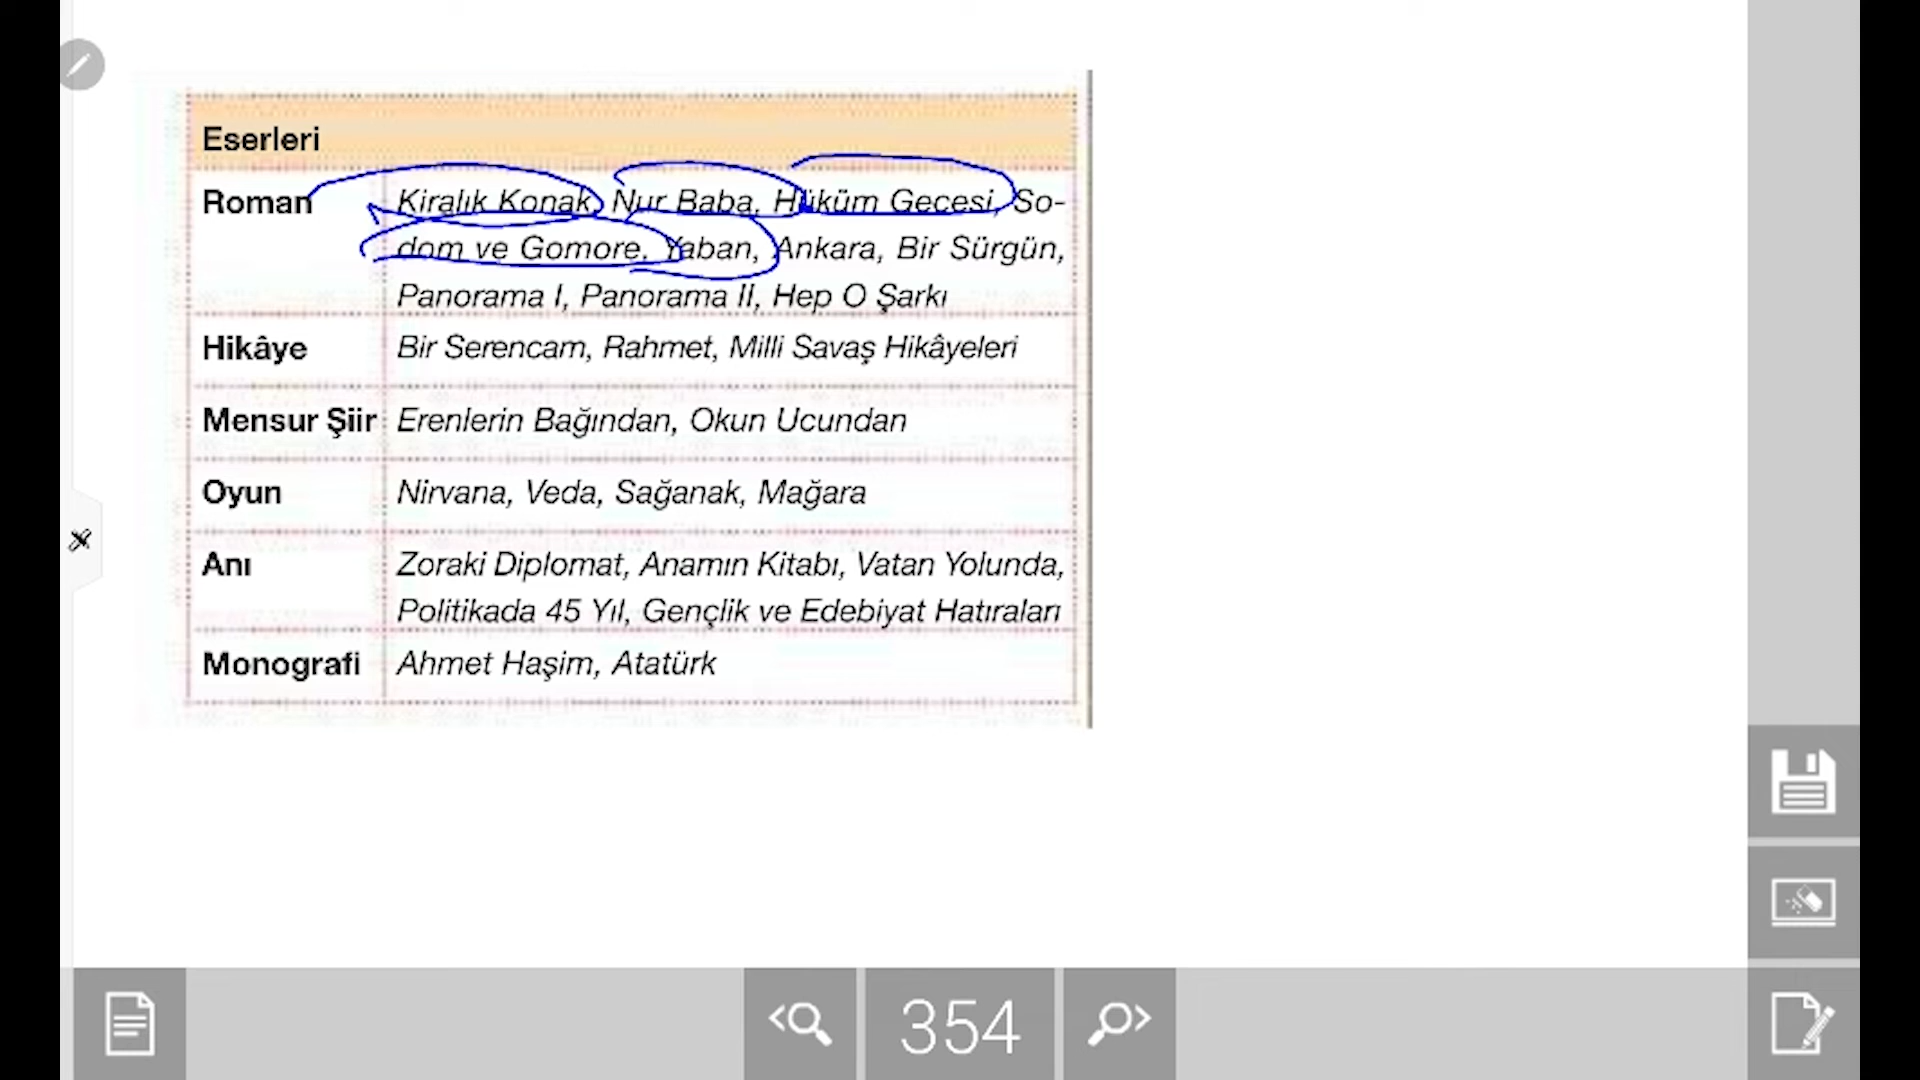 Eserleri
Roman Kiralık Konak, Nur Baba, Hüküm Gecesi, So-
dom ve Gomore, Yaban, Ankara, Bir Sürgün,
Panorama I, Panorama II, Hep O Şarkı
Hikâye Bir Serencam, Rahmet, Milli Savaş Hikâyeleri
Mensur Şiir Erenlerin Bağından, Okun Ucundan
Oyun Nirvana, Veda, Sağanak, Mağara
Anı Zoraki Diplomat, Anamın Kitabı, Vatan Yolunda,
Politikada 45 Yıl, Gençlik ve Edebiyat Hatıraları
Monografi Ahmet Haşim, Atatürk
354